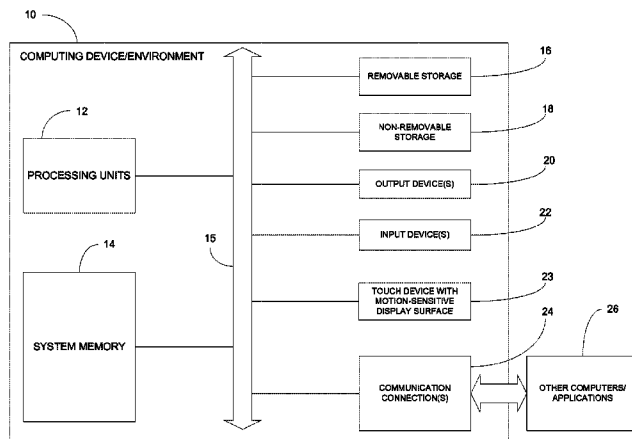 10
COMPUTING DEVICE/ENVIRONMENT
12
PROCESSING UNITS
14
SYSTEM MEMORY
15
REMOVABLE STORAGE
16
NON-REMOVABLE
STORAGE
18
OUTPUT DEVICE(S)
20
INPUT DEVICE(S)
22
TOUCH DEVICE WITH
MOTION-SENSITIVE
DISPLAY SURFACE
23
COMMUNICATION
CONNECTION(S)
24
OTHER COMPUTERS/
APPLICATIONS
26